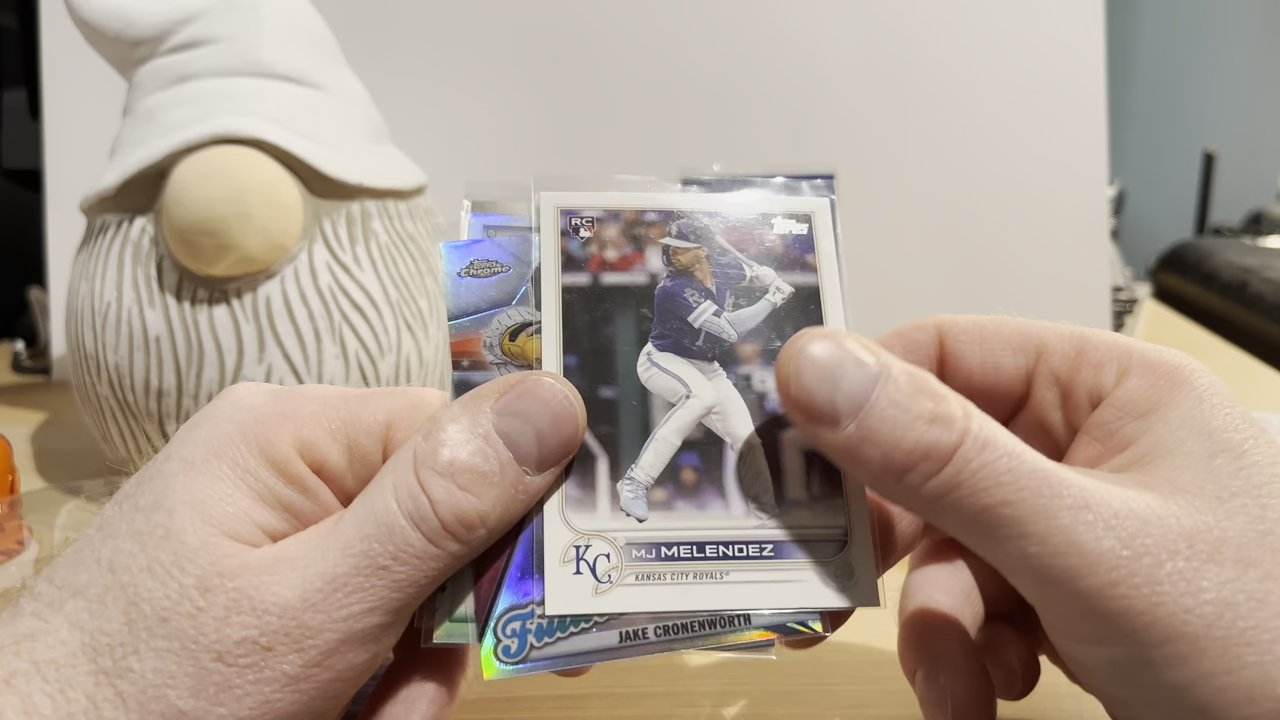 RC
Topps
Topps
Chrome
R
KC
MJ MELENDEZ
KANSAS CITY ROYALS®
JAKE CRONENWORTH